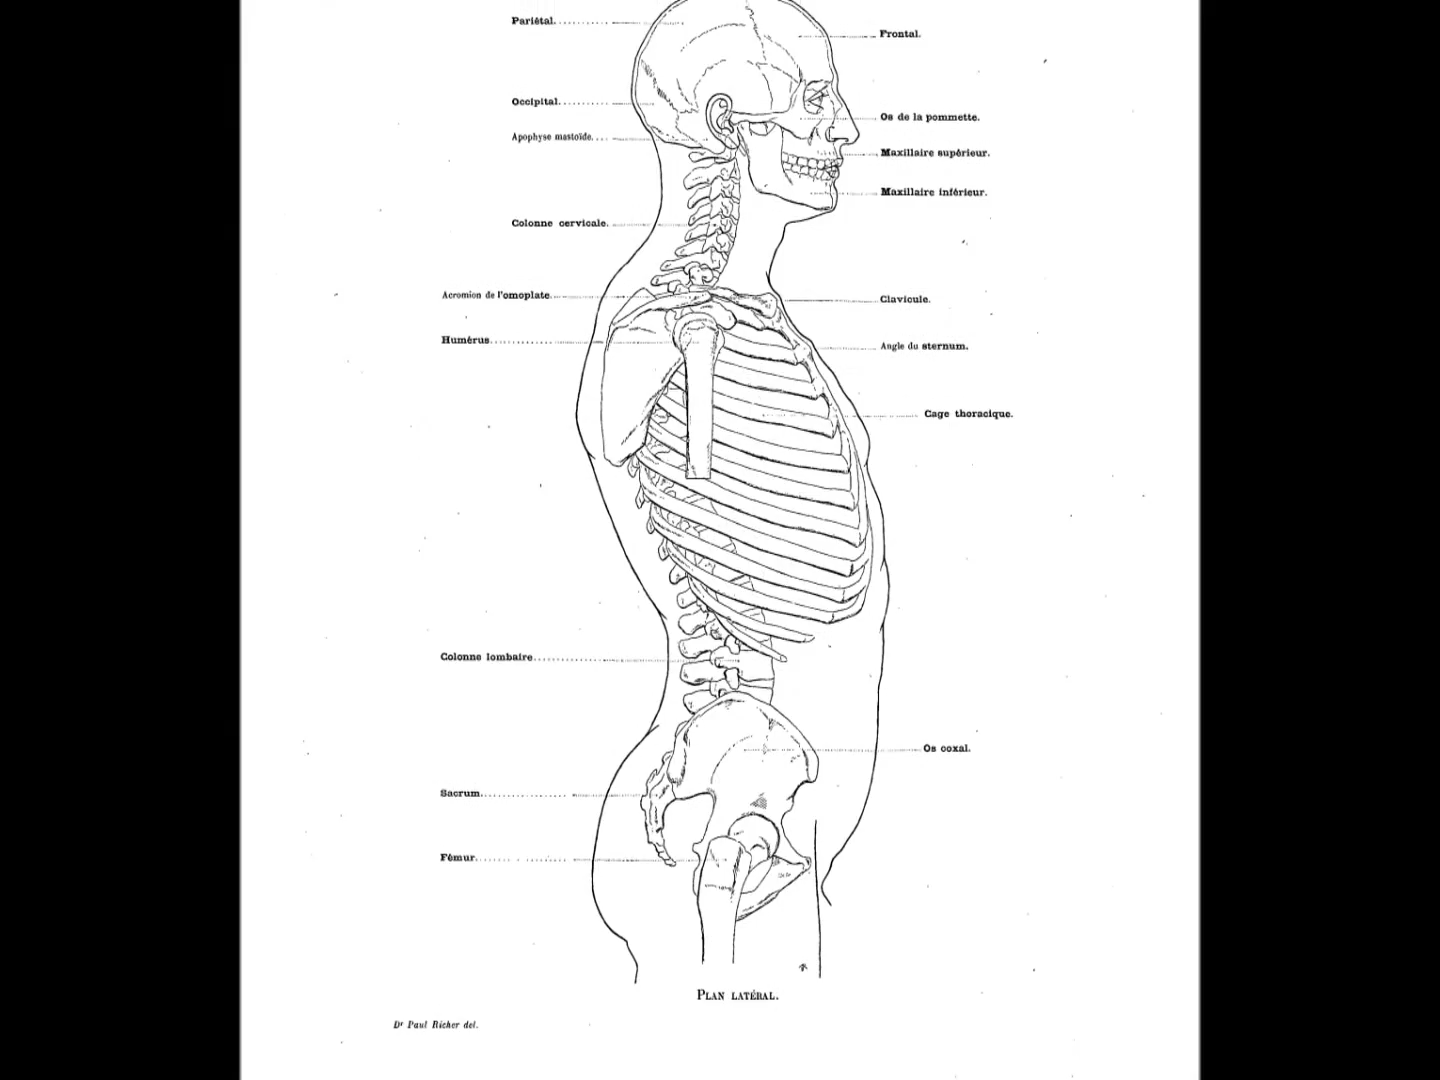 Pariétal.
Frontal.
Occipital.
Os de la pommette.
Apophyse mastoïde.
Maxillaire supérieur.
Maxillaire inférieur.
Colonne cervicale.
Acromion de l'omoplate.
Clavicule.
Humérus.
Angle du sternum.
Cage thoracique.
Colonne lombaire
Os coxal.
Sacrum.
Fémur.
PLAN LATÉRAL.
Dr Paul Richer del.